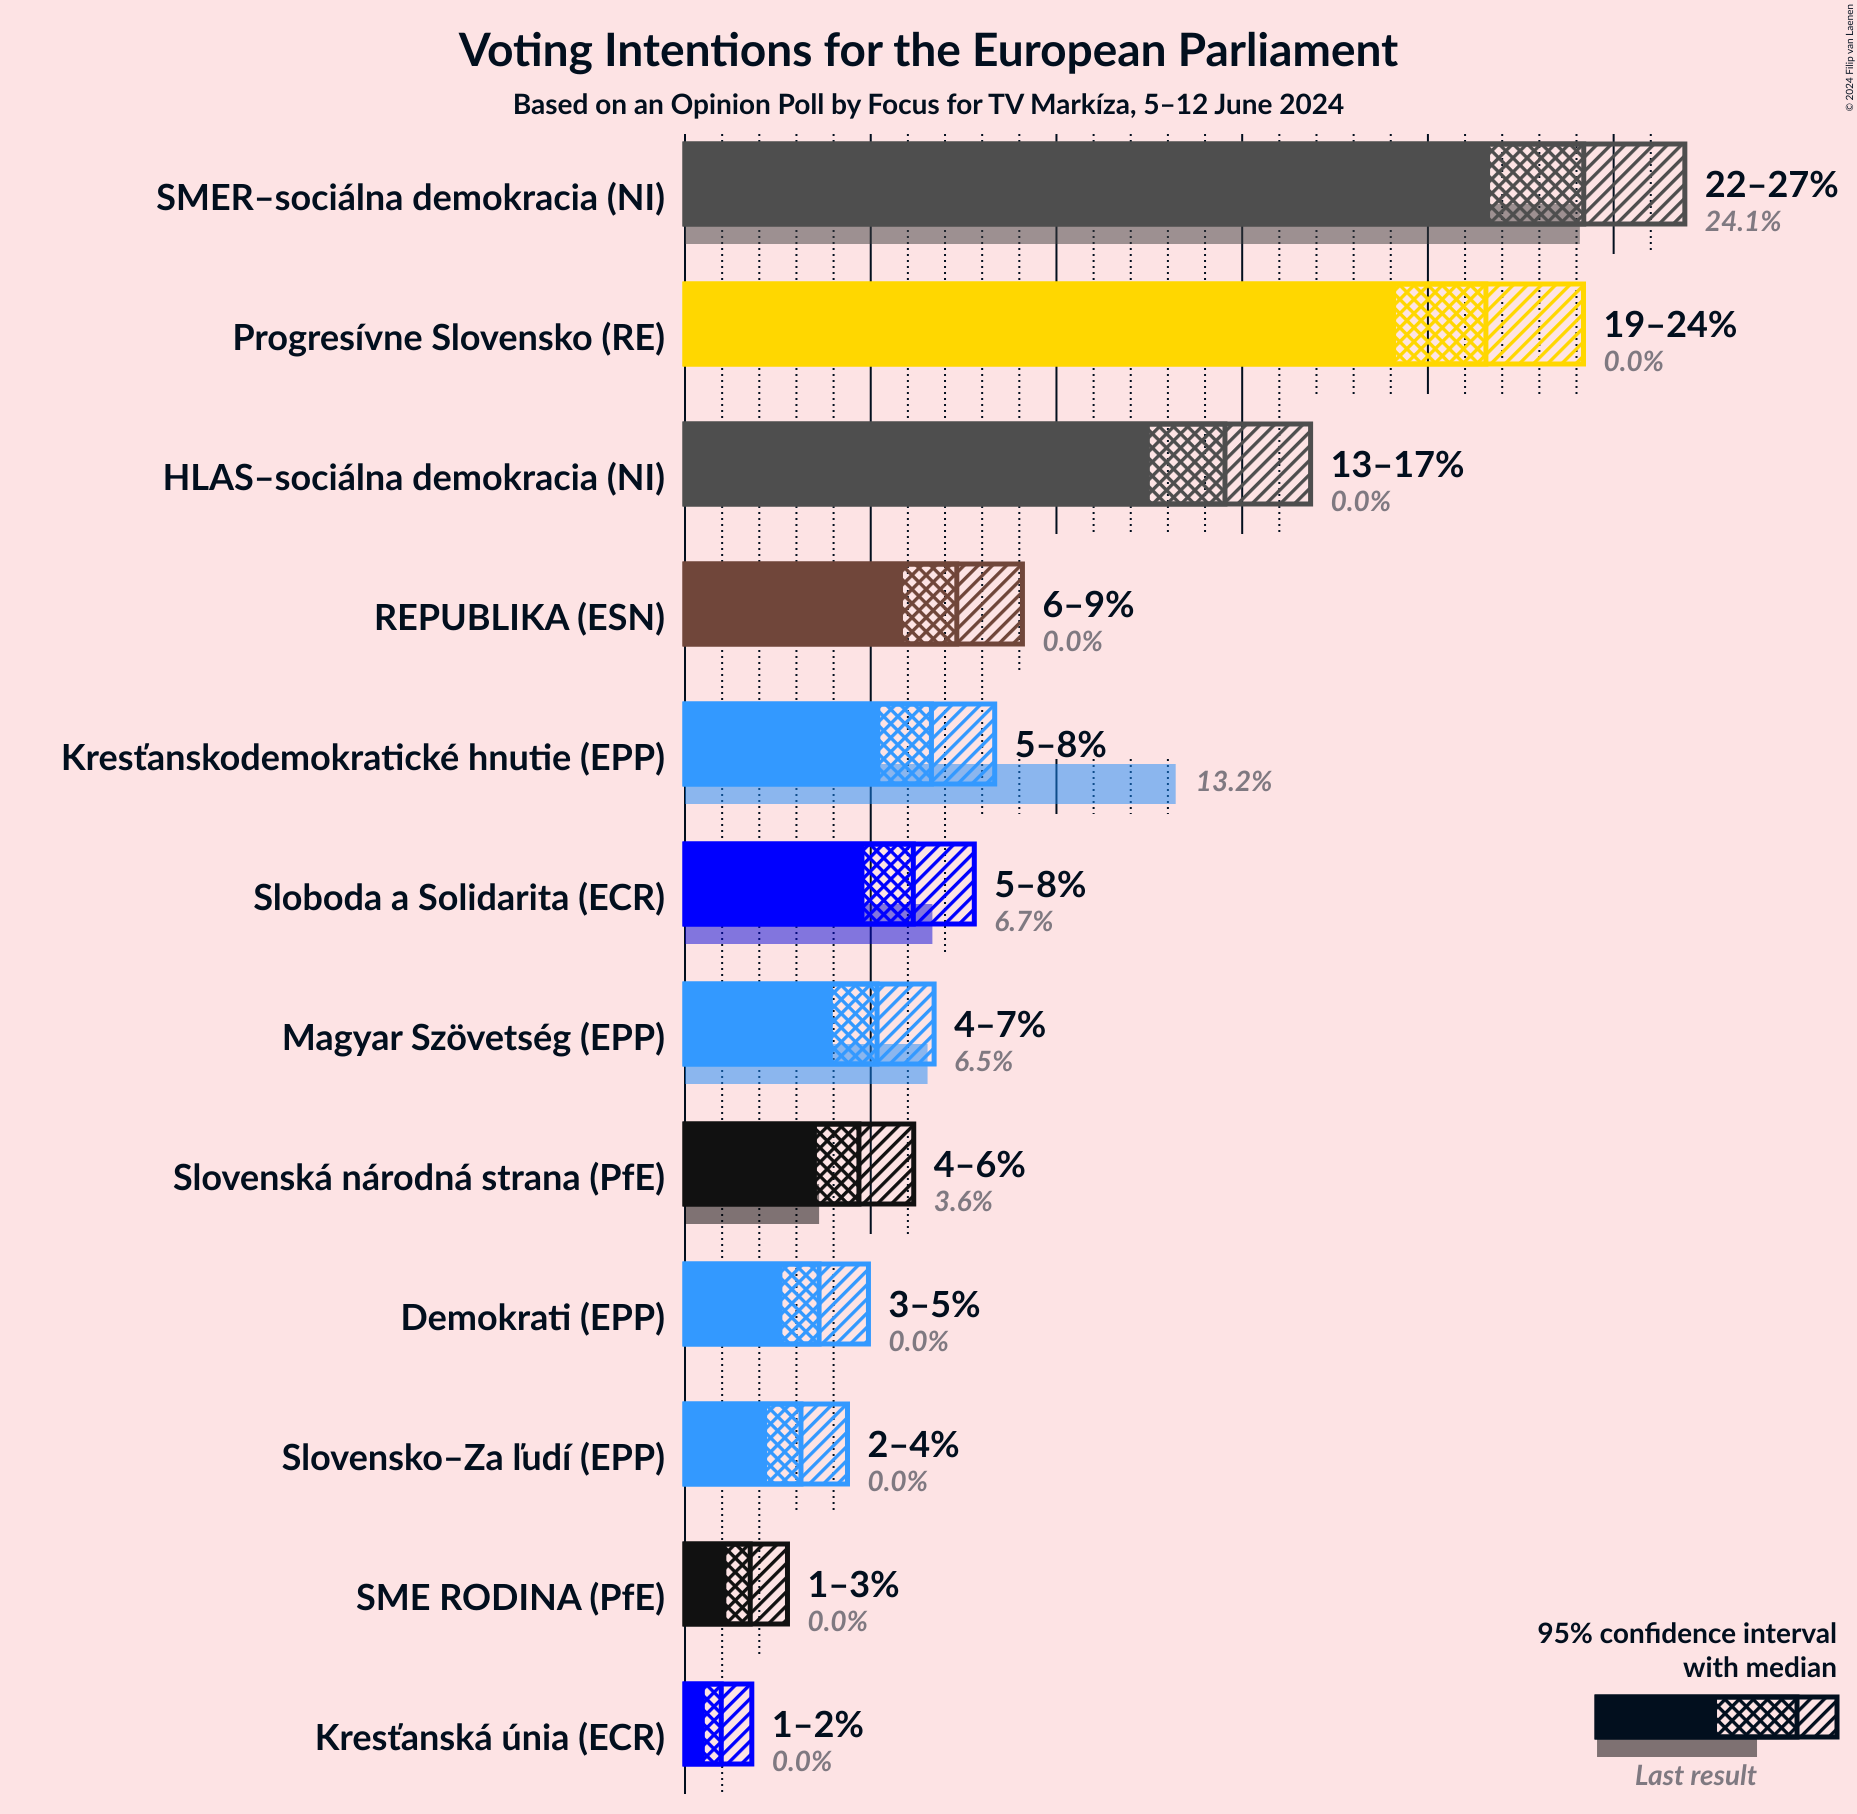 Voting Intentions for the European Parliament
Based on an Opinion Poll by Focus for TV Markíza, 5–12 June 2024
© 2024 Filip van Laenen
SMER–sociálna demokracia (NI)
22–27%
24.1%
Progresívne Slovensko (RE)
19–24%
0.0%
HLAS–sociálna demokracia (NI)
13–17%
0.0%
REPUBLIKA (ESN)
6–9%
0.0%
Kresťanskodemokratické hnutie (EPP)
5–8%
13.2%
Sloboda a Solidarita (ECR)
5–8%
6.7%
Magyar Szövetség (EPP)
4–7%
6.5%
Slovenská národná strana (PfE)
4–6%
3.6%
Demokrati (EPP)
3–5%
0.0%
Slovensko–Za ľudí (EPP)
2–4%
0.0%
SME RODINA (PfE)
1–3%
0.0%
Kresťanská únia (ECR)
1–2%
0.0%
95% confidence interval
with median
Last result